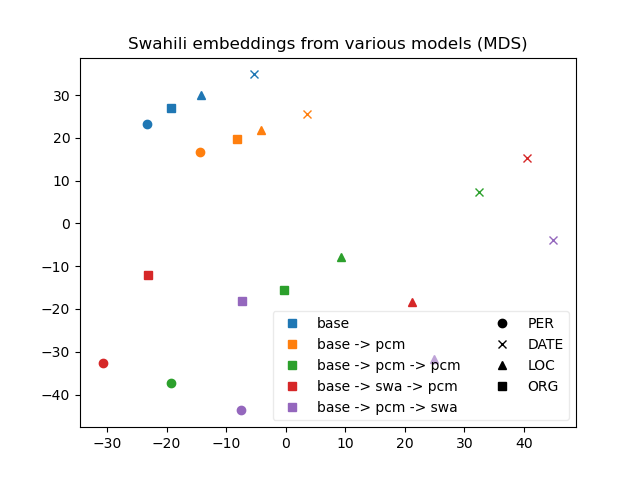 Swahili embeddings from various models (MDS)
30
20
10
0
−10
−20
−30
−40
base
base -> pcm
base -> pcm -> pcm
base -> swa -> pcm
base -> pcm -> swa
PER
DATE
LOC
ORG
−30 −20 −10 0 10 20 30 40